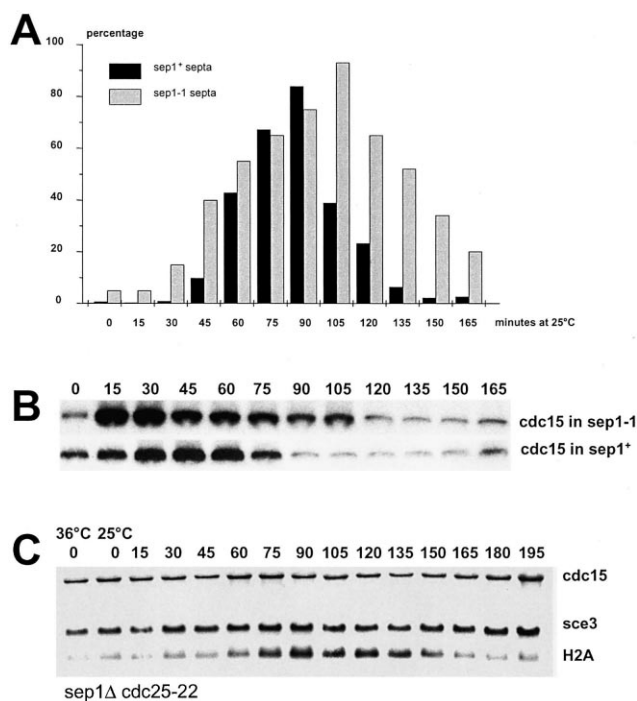 A
percentage
100
sep1+ septa
sep1-1 septa
80
60
40
20
0
0 15 30 45 60 75 90 105 120 135 150 165 minutes at 25°C
B
0 15 30 45 60 75 90 105 120 135 150 165
cdc15 in sep1-1
cdc15 in sep1+
C
36°C 25°C
0 0 15 30 45 60 75 90 105 120 135 150 165 180 195
cdc15
sce3
H2A
sep1Δ cdc25-22